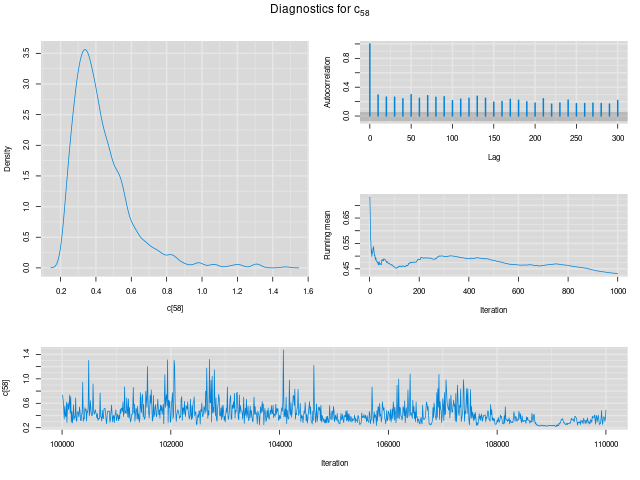 Diagnostics for c58
Density
3.5
3.0
2.5
2.0
1.5
1.0
0.5
0.0
0.2 0.4 0.6 0.8 1.0 1.2 1.4 1.6
c[58]
Autocorrelation
0.8
0.4
0.0
0 50 100 150 200 250 300
Lag
Running mean
0.65
0.55
0.45
0 200 400 600 800 1000
Iteration
c[58]
1.4
1.0
0.6
0.2
100000 102000 104000 106000 108000 110000
Iteration